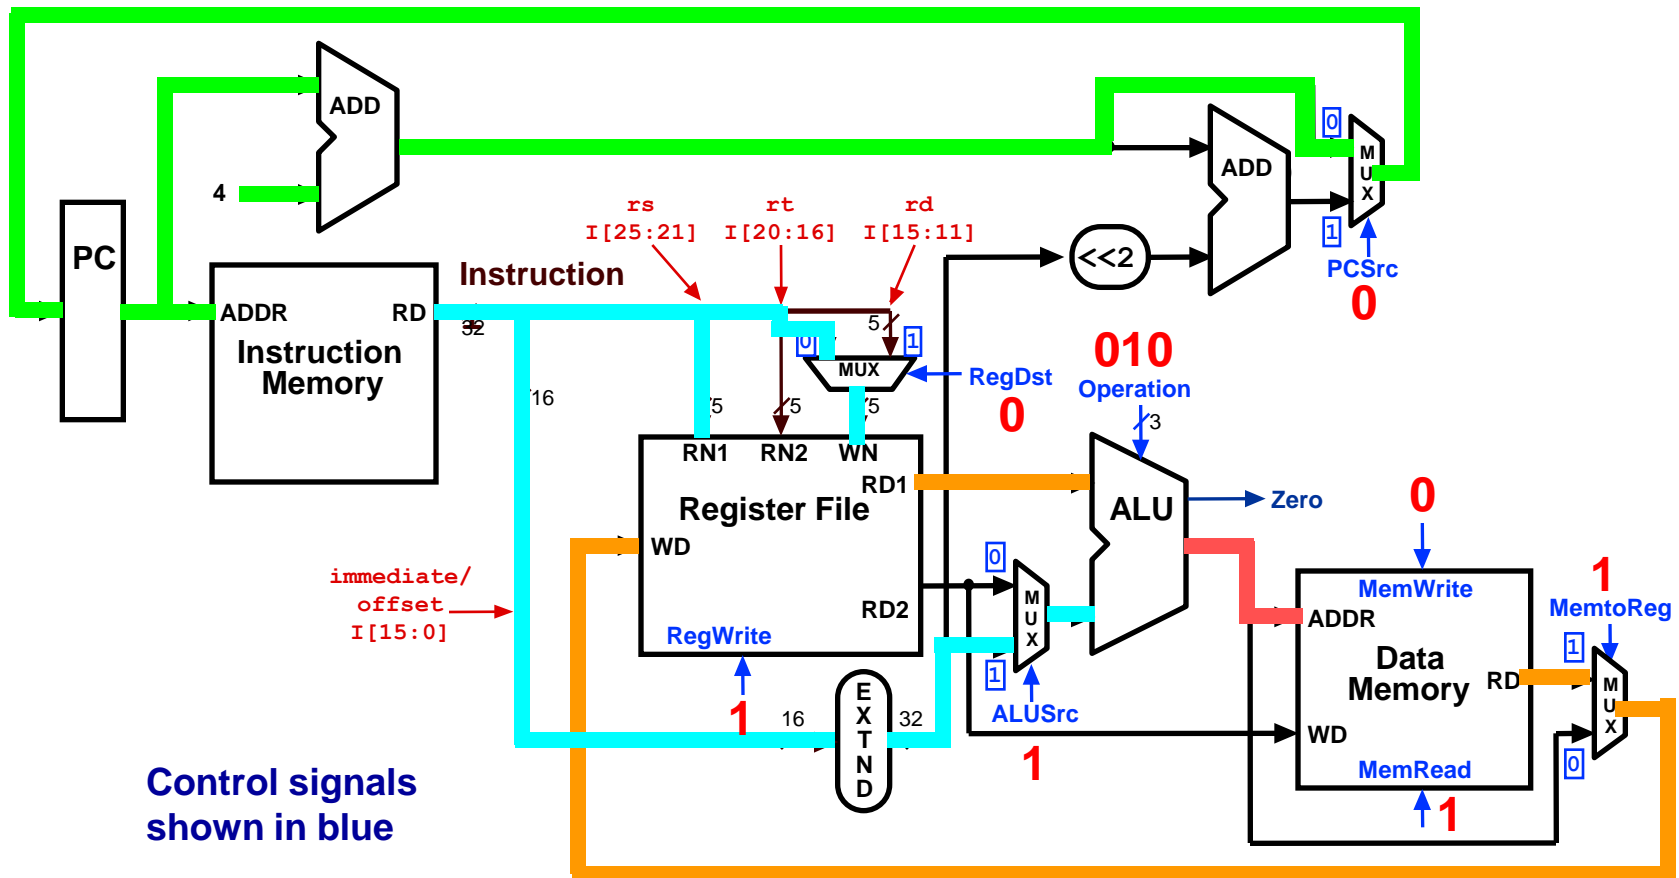 ADD
0
M
U
X
ADD
4
rs
rt
rd
I[25:21]
I[20:16]
I[15:11]
1
PC
<<2
PCSrc
0
Instruction
ADDR
RD
32
5
Instruction
Memory
0
1
MUX
RegDst
0
010
Operation
3
16
5
5
5
RN1
RN2
WN
RD1
Register File
ALU
Zero
0
WD
0
immediate/
offset
I[15:0]
RD2
RegWrite
1
M
U
X
1
ALUSrc
1
MemWrite
ADDR
Data
Memory
RD
WD
MemRead
1
1
MemtoReg
1
M
U
X
0
16
E
X
T
N
D
32
Control signals
shown in blue